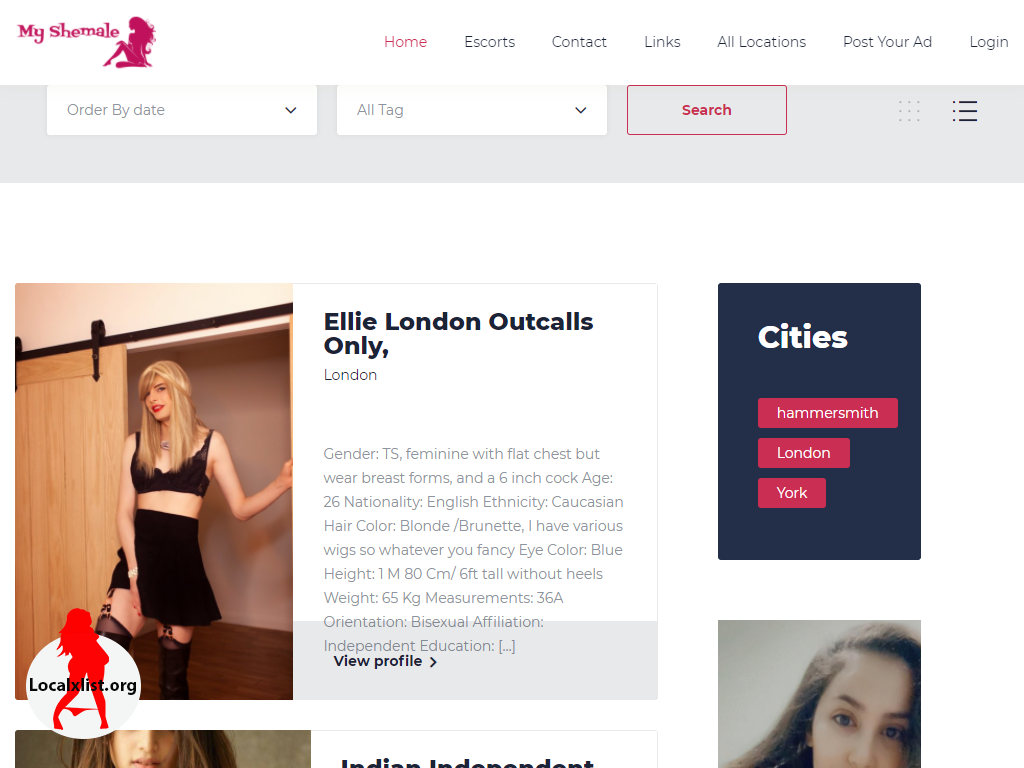 My Shemale
Home
Escorts
Contact
Links
All Locations
Post Your Ad
Login
Order By date
All Tag
Search
Ellie London Outcalls
Only,
London
Gender: TS, feminine with flat chest but
wear breast forms, and a 6 inch cock Age:
26 Nationality: English Ethnicity: Caucasian
Hair Color: Blonde /Brunette, I have various
wigs so whatever you fancy Eye Color: Blue
Height: 1 M 80 Cm/ 6ft tall without heels
Weight: 65 Kg Measurements: 36A
Orientation: Bisexual Affiliation:
Independent Education: [...]
View profile
Cities
hammersmith
London
York
Localxlist.org
Indian Independent